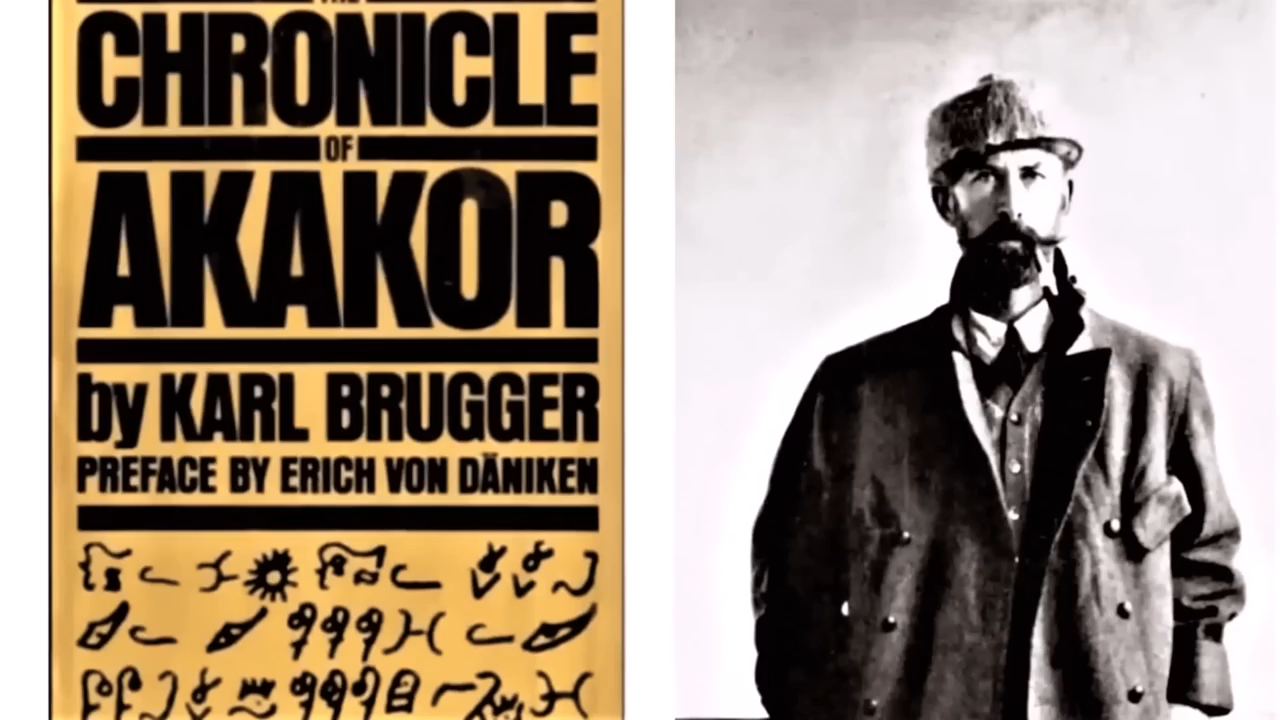 CHRONICLE
OF
AKAKOR
by KARL BRUGGER
PREFACE BY ERICH VON DÄNIKEN